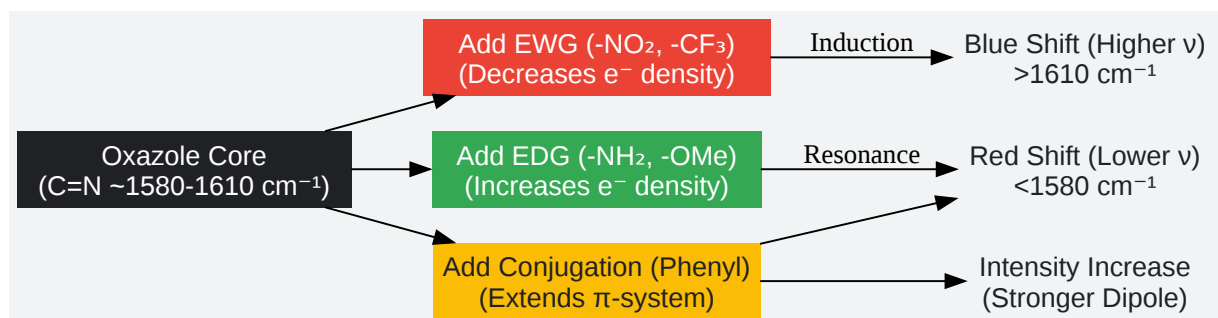 Add EWG (-NO₂, -CF₃)
(Decreases e⁻ density)
Induction
Blue Shift (Higher ν)
>1610 cm⁻¹
Oxazole Core
(C=N ~1580-1610 cm⁻¹)
Add EDG (-NH₂, -OMe)
(Increases e⁻ density)
Resonance
Red Shift (Lower ν)
<1580 cm⁻¹
Add Conjugation (Phenyl)
(Extends π-system)
Intensity Increase
(Stronger Dipole)